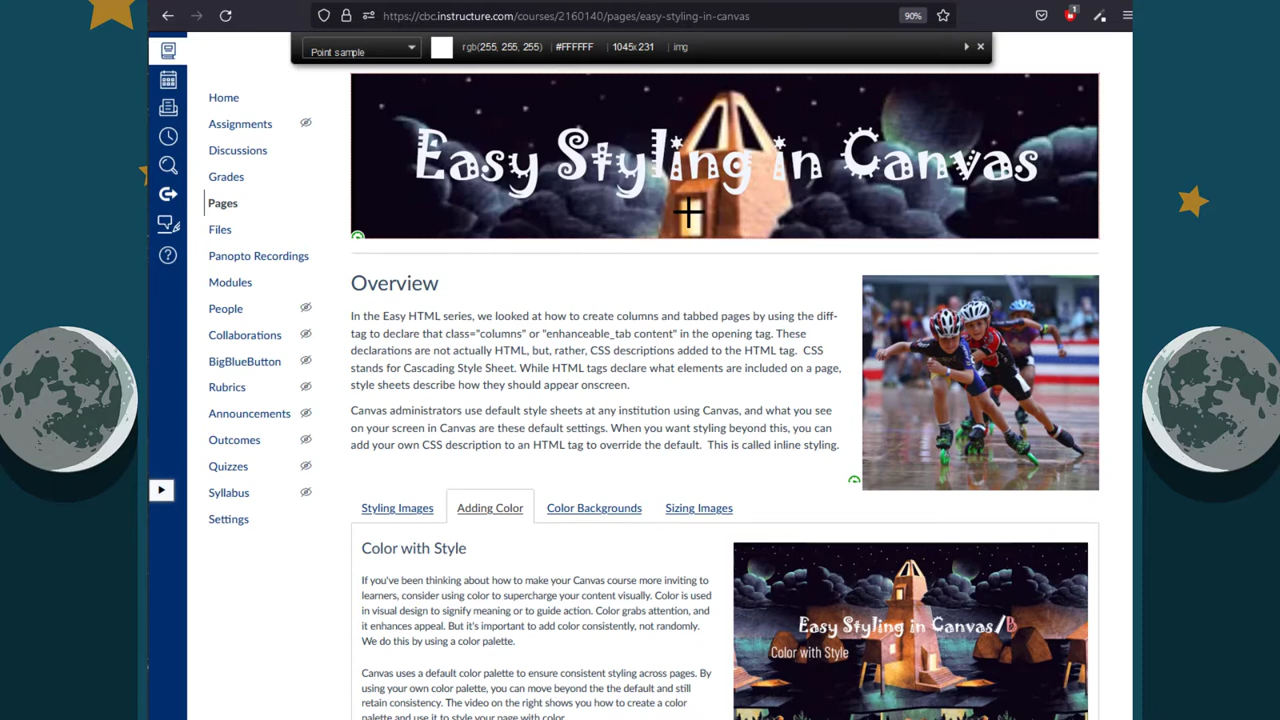 https://cbc.instructure.com/courses/2160140/pages/easy-styling-in-canvas
90%
1
Point sample
rgb(255, 255, 255)
#FFFFFF
1045x231
img
Home
Assignments
Discussions
Grades
Pages
Files
Panopto Recordings
Modules
People
Collaborations
BigBlueButton
Rubrics
Announcements
Outcomes
Quizzes
Syllabus
Settings
Easy Styling in Canvas
Overview
In the Easy HTML series, we looked at how to create columns and tabbed pages by using the diff-
tag to declare that class="columns" or "enhanceable_tab content" in the opening tag. These
declarations are not actually HTML, but, rather, CSS descriptions added to the HTML tag.  CSS
stands for Cascading Style Sheet. While HTML tags declare what elements are included on a page,
style sheets describe how they should appear onscreen.
Canvas administrators use default style sheets at any institution using Canvas, and what you see
on your screen in Canvas are these default settings. When you want styling beyond this, you can
add your own CSS description to an HTML tag to override the default.  This is called inline styling.
Styling Images
Adding Color
Color Backgrounds
Sizing Images
Color with Style
If you've been thinking about how to make your Canvas course more inviting to
learners, consider using color to supercharge your content visually. Color is used
in visual design to signify meaning or to guide action. Color grabs attention, and
it enhances appeal. But it's important to add color consistently, not randomly.
We do this by using a color palette.
Canvas uses a default color palette to ensure consistent styling across pages. By
using your own color palette, you can move beyond the the default and still
retain consistency. The video on the right shows you how to create a color
palette and use it to style your page with color.
Easy Styling in Canvas/B
Color with Style